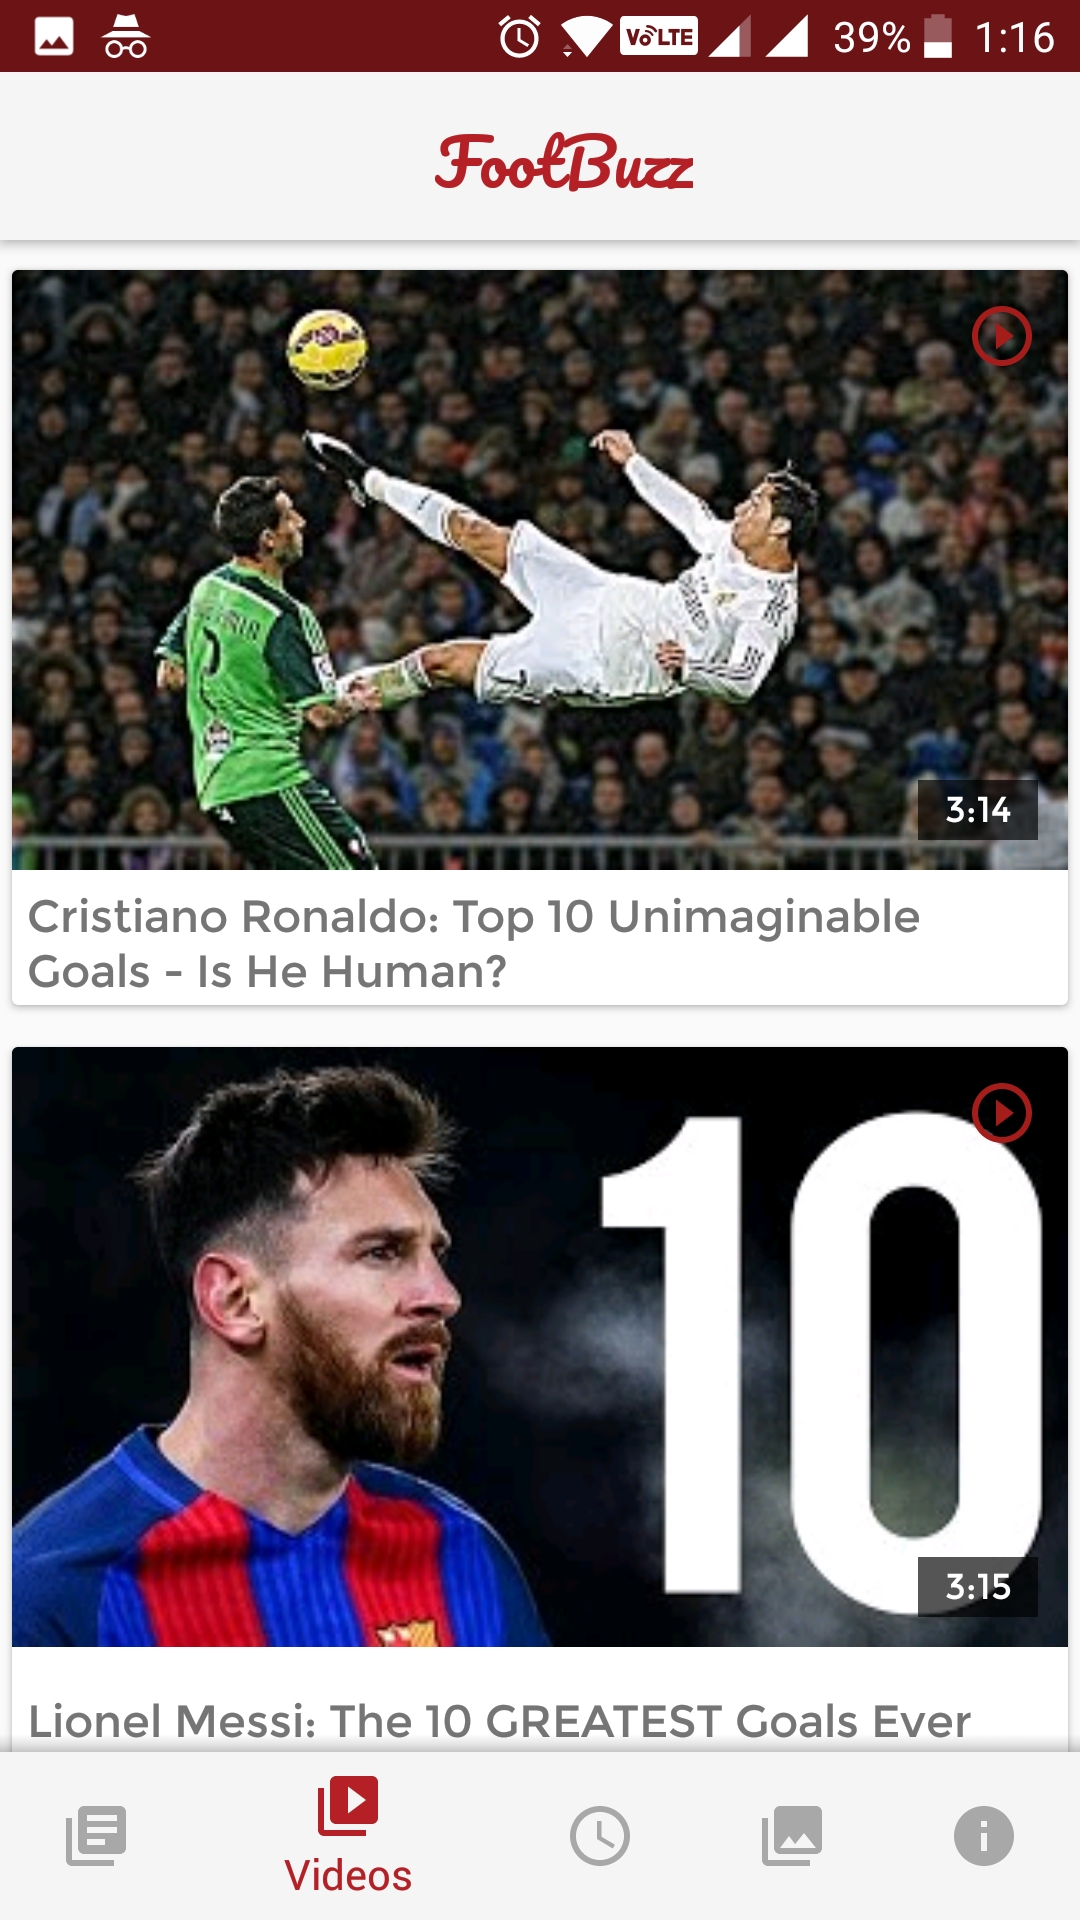 VoLTE 39% 1:16
FootBuzz
3:14
Cristiano Ronaldo: Top 10 Unimaginable
Goals - Is He Human?
10
3:15
Lionel Messi: The 10 GREATEST Goals Ever
Videos